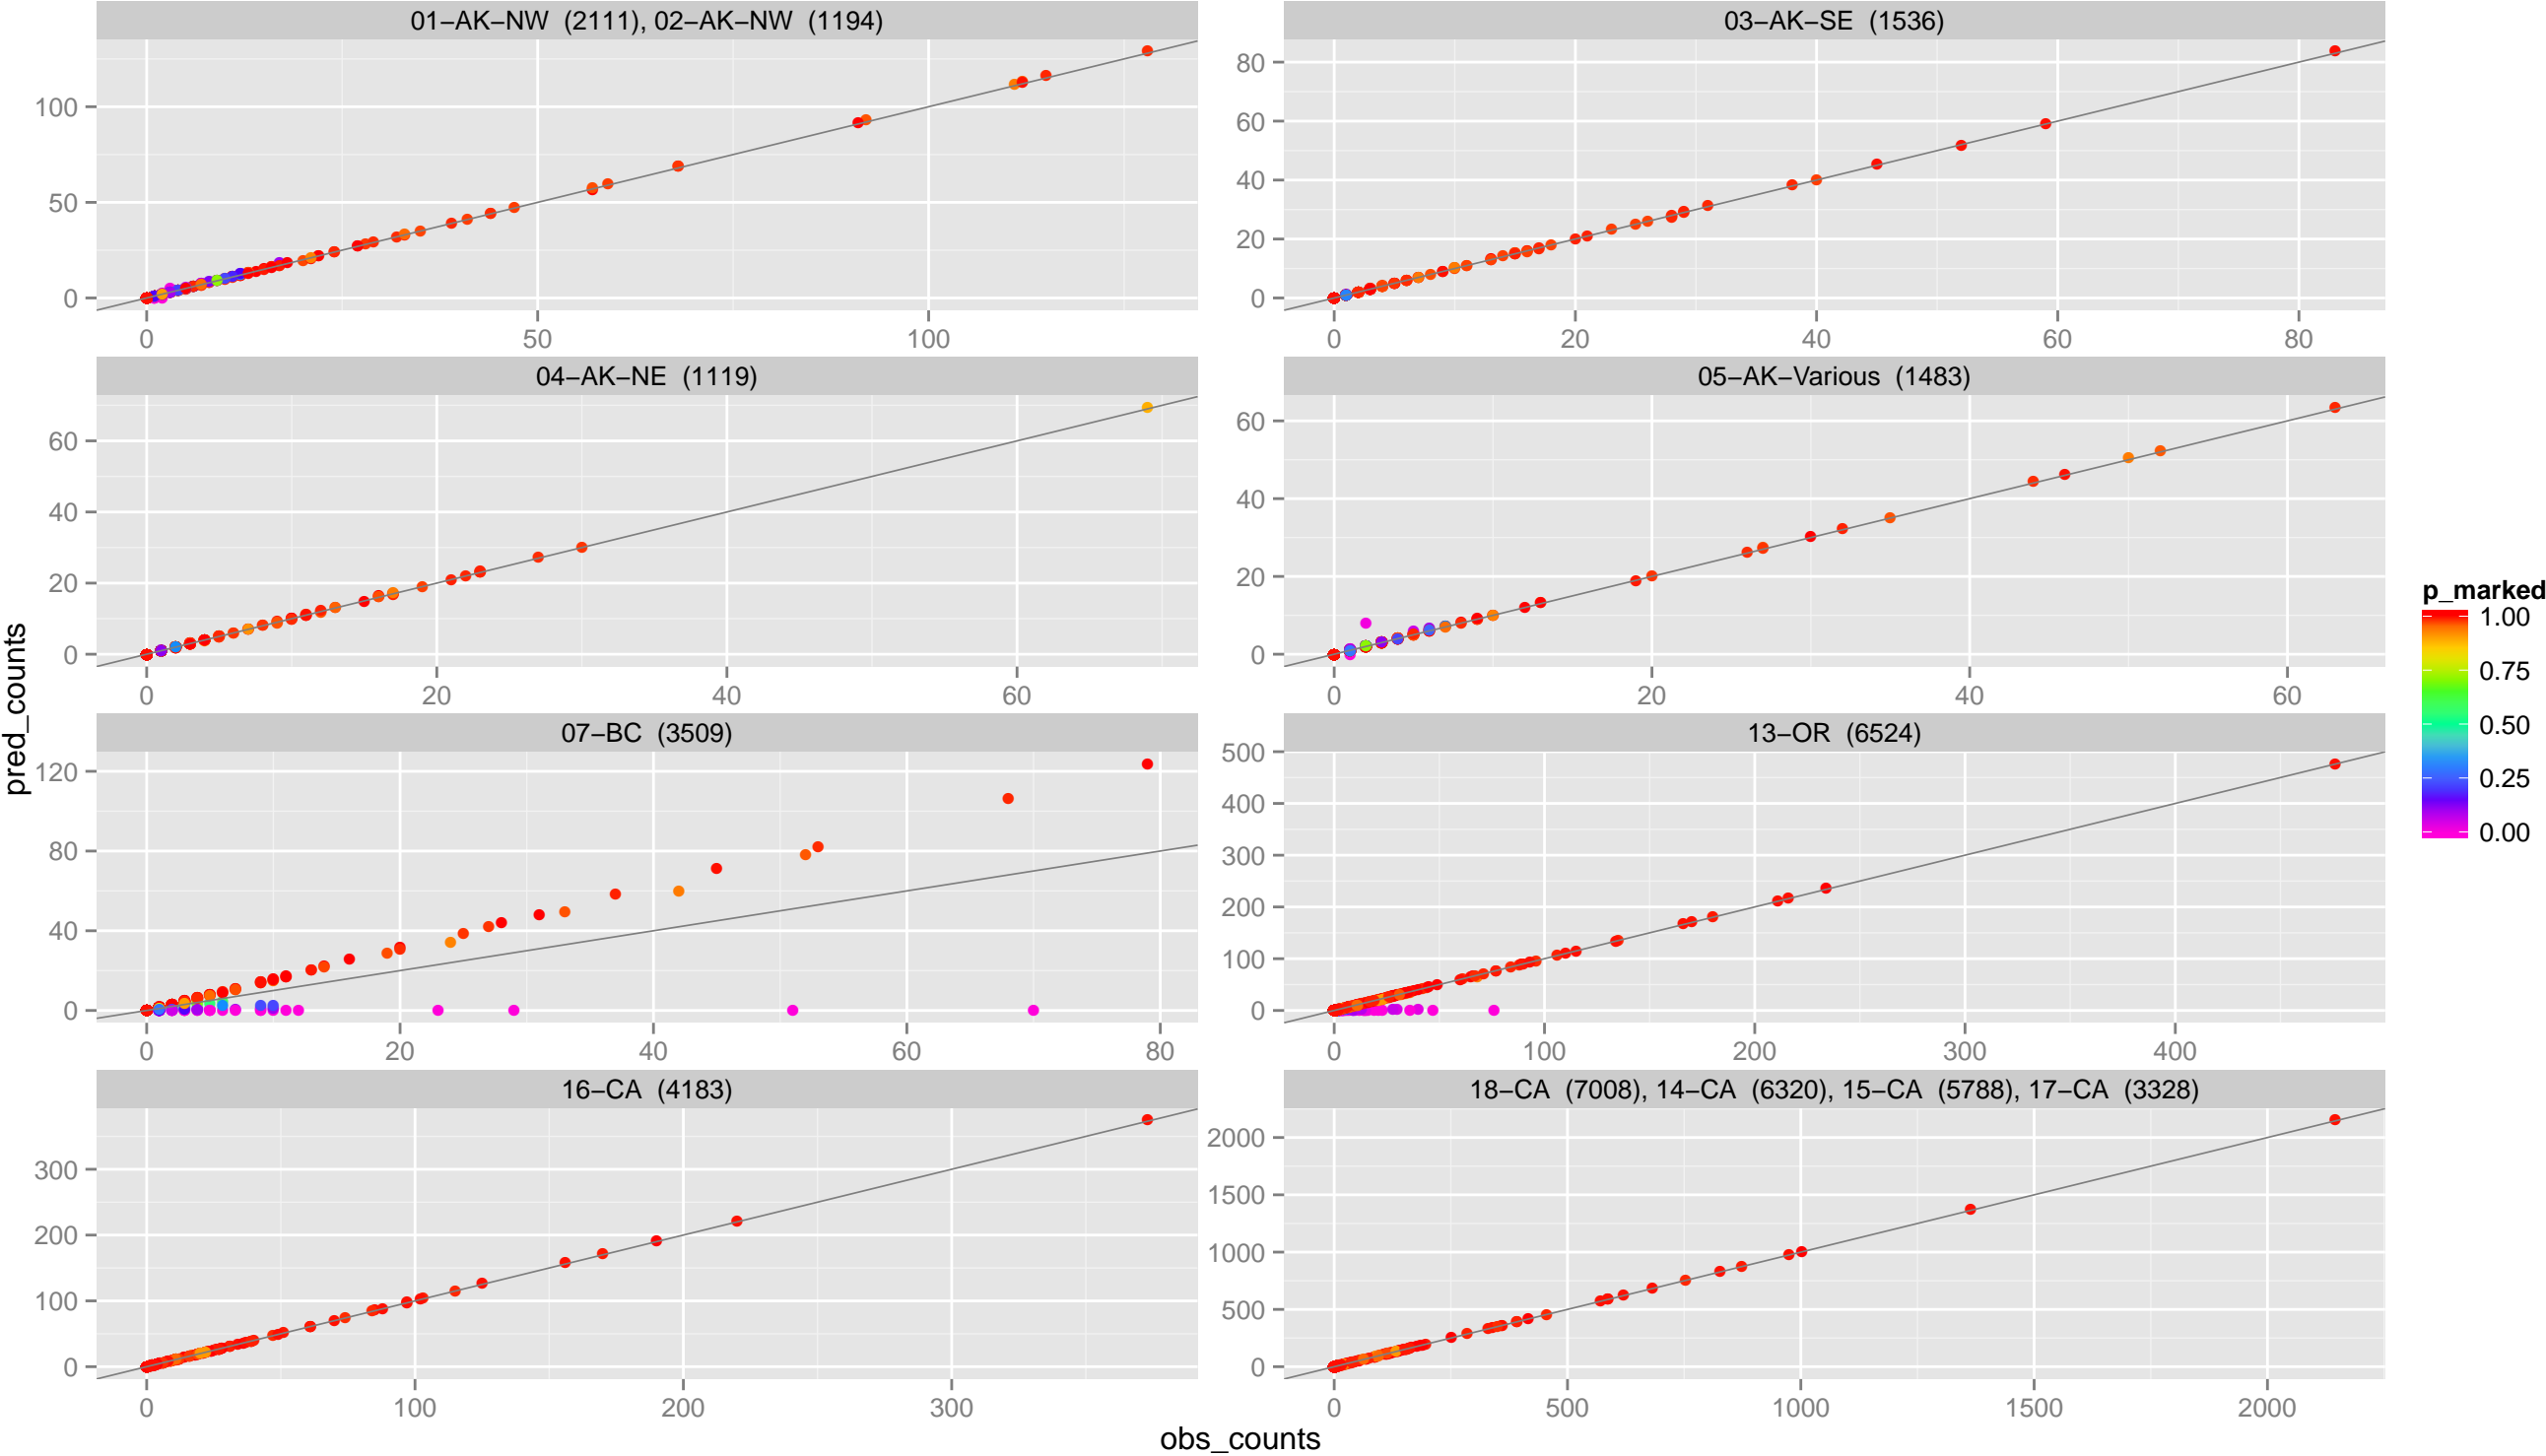 01−AK−NW (2111), 02−AK−NW (1194)
03−AK−SE (1536)
100
50
0
0 50 100
80
60
40
20
0
0 20 40 60 80
04−AK−NE (1119)
05−AK−Various (1483)
60
40
20
0
0 20 40 60
60
40
20
0
0 20 40 60
07−BC (3509)
13−OR (6524)
120
80
40
0
0 20 40 60 80
500
400
300
200
100
0
0 100 200 300 400
16−CA (4183)
18−CA (7008), 14−CA (6320), 15−CA (5788), 17−CA (3328)
300
200
100
0
0 100 200 300
2000
1500
1000
500
0
0 500 1000 1500 2000
pred_counts
obs_counts
p_marked
1.00
0.75
0.50
0.25
0.00